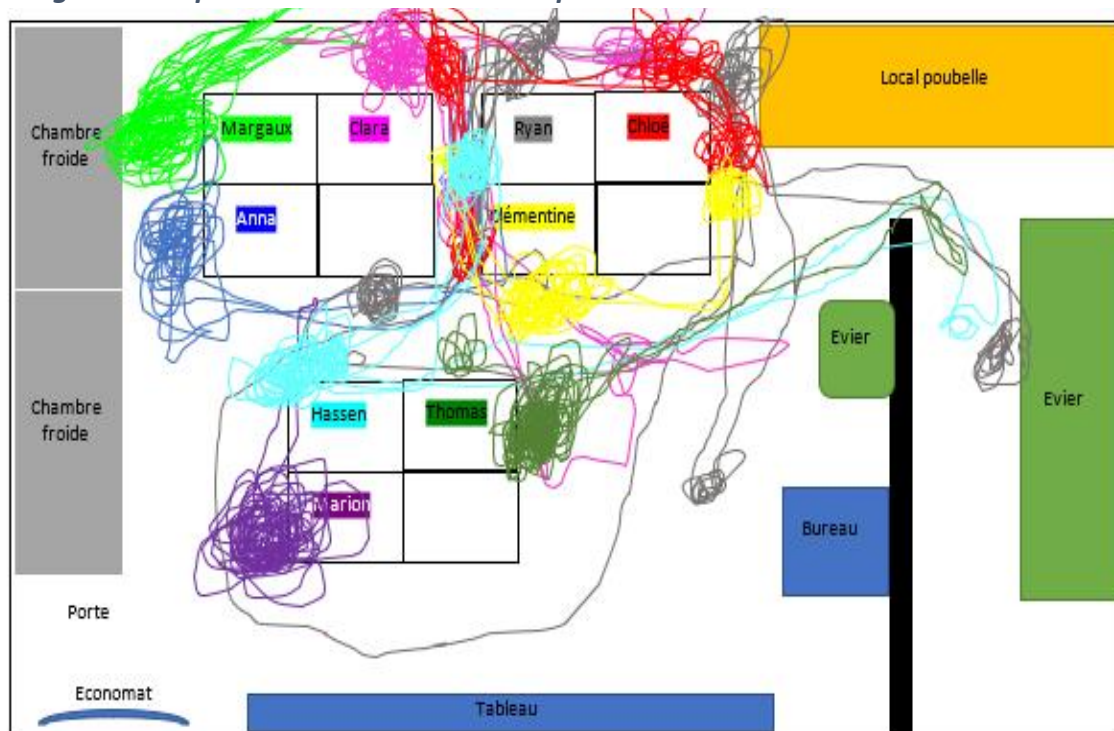 Local poubelle
Chambre
froide
Margaux
Clara
Ryan
Chloé
Anna
Clémentine
Chambre
froide
Hassen
Thomas
Evier
Evier
Marion
Bureau
Porte
Economat
Tableau